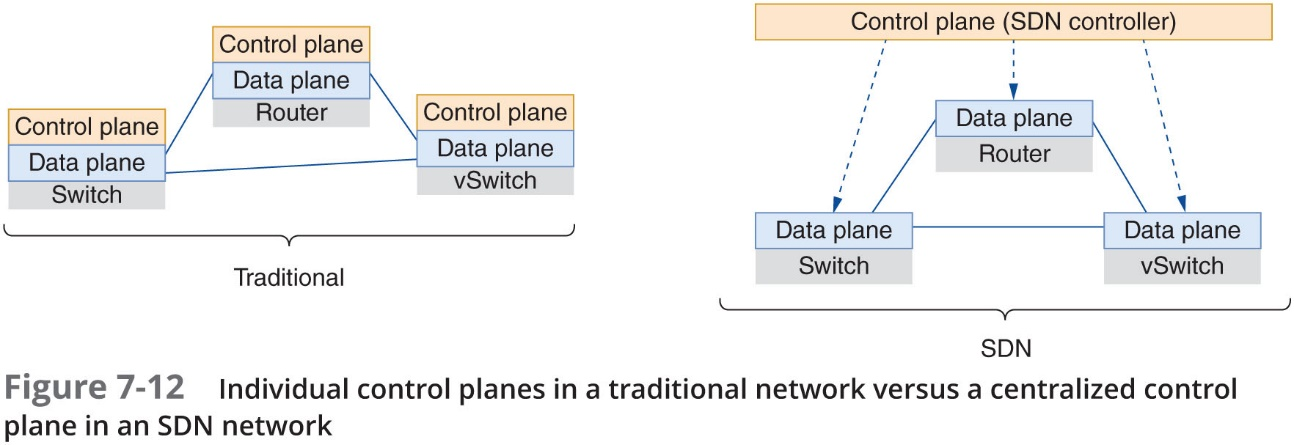 Control plane
Data plane
Router
Control plane
Data plane
Switch
Control plane
Data plane
vSwitch
Traditional
Control plane (SDN controller)
Data plane
Router
Data plane
Switch
Data plane
vSwitch
SDN
Figure 7-12 Individual control planes in a traditional network versus a centralized control
plane in an SDN network